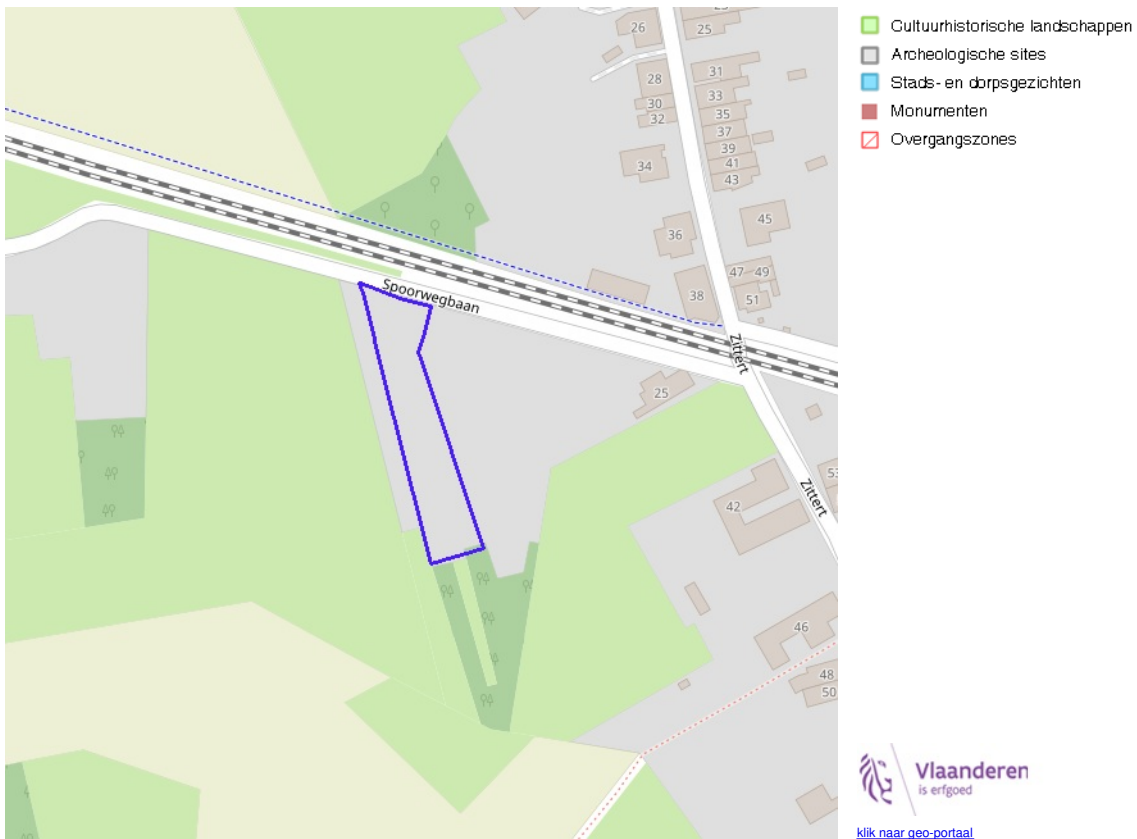 26
23
25
28
31
30
33
32
35
37
39
34
41
43
45
36
47 49
38
51
Spoorwegbaan
Zittert
25
42
53
Zittert
46
48
50
Cultuurhistorische landschappen
Archeologische sites
Stads- en dorpsgezichten
Monumenten
Overgangszones
Vlaanderen
is erfgoed
klik naar geo-portaal